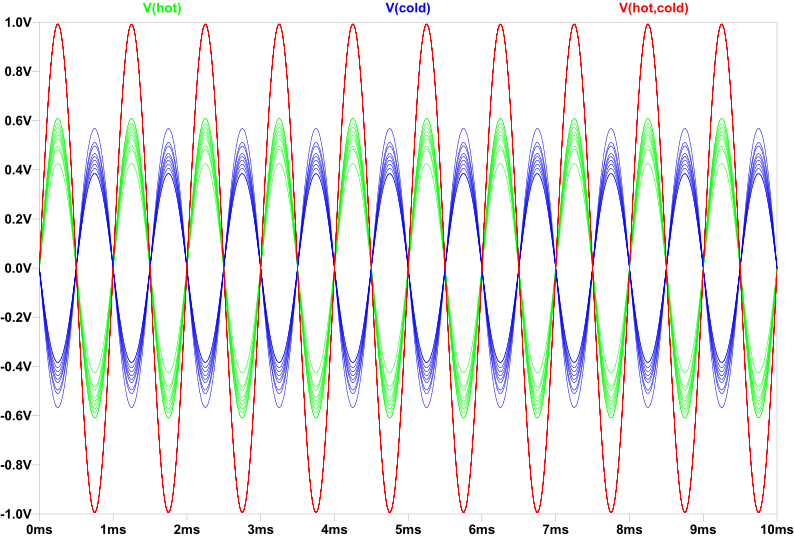 V(hot) V(cold) V(hot,cold)
1.0V
0.8V
0.6V
0.4V
0.2V
0.0V
-0.2V
-0.4V
-0.6V
-0.8V
-1.0V
0ms 1ms 2ms 3ms 4ms 5ms 6ms 7ms 8ms 9ms 10ms